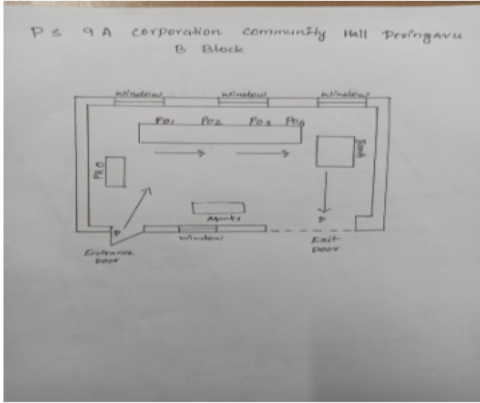 PS 9A corporation community Hall Peringavu
B Block
window window window
PO1 PO2 PO3 PO4
PRO
P
Agents
window
P
Entrance
Door
Exit
Door